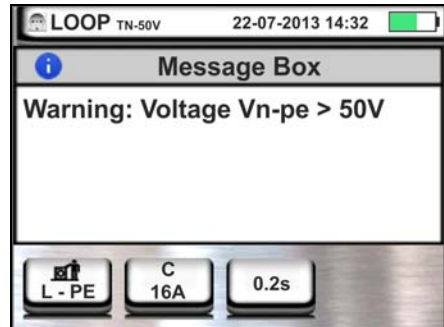 LOOP TN-50V 22-07-2013 14:32
Message Box
Warning: Voltage Vn-pe > 50V
L - PE
C
16A
0.2s